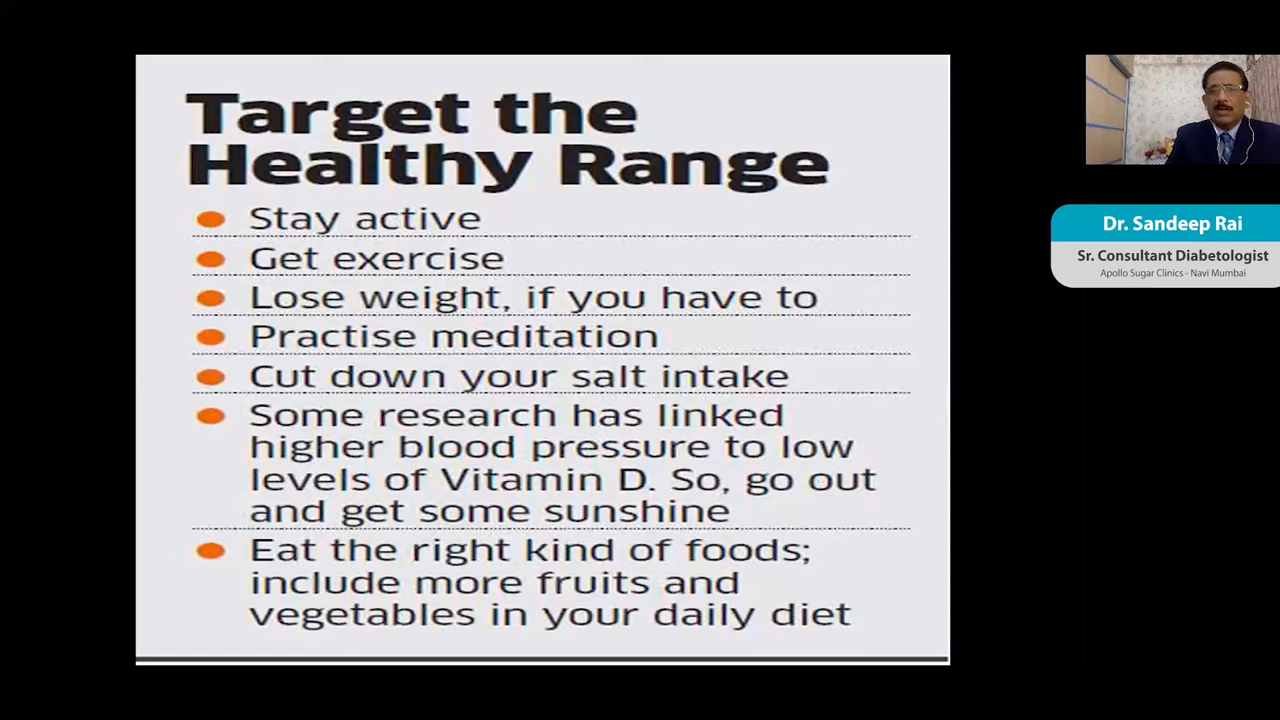 Target the
Healthy Range
Stay active
Get exercise
Lose weight, if you have to
Practise meditation
Cut down your salt intake
Some research has linked
higher blood pressure to low
levels of Vitamin D. So, go out
and get some sunshine
Eat the right kind of foods;
include more fruits and
vegetables in your daily diet
Dr. Sandeep Rai
Sr. Consultant Diabetologist
Apollo Sugar Clinics - Navi Mumbai